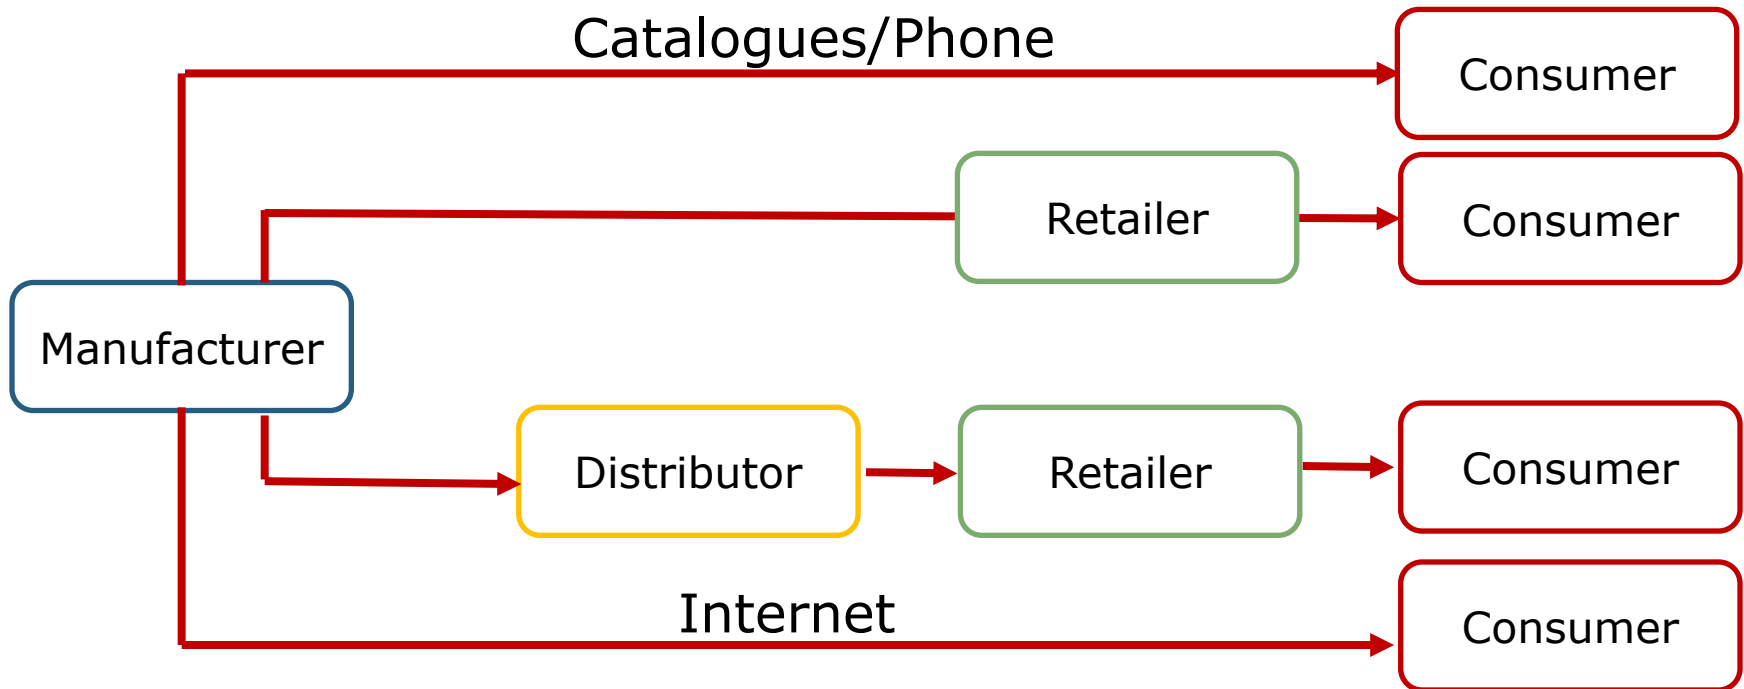 Catalogues/Phone
Consumer
Retailer
Consumer
Manufacturer
Distributor
Retailer
Consumer
Internet
Consumer